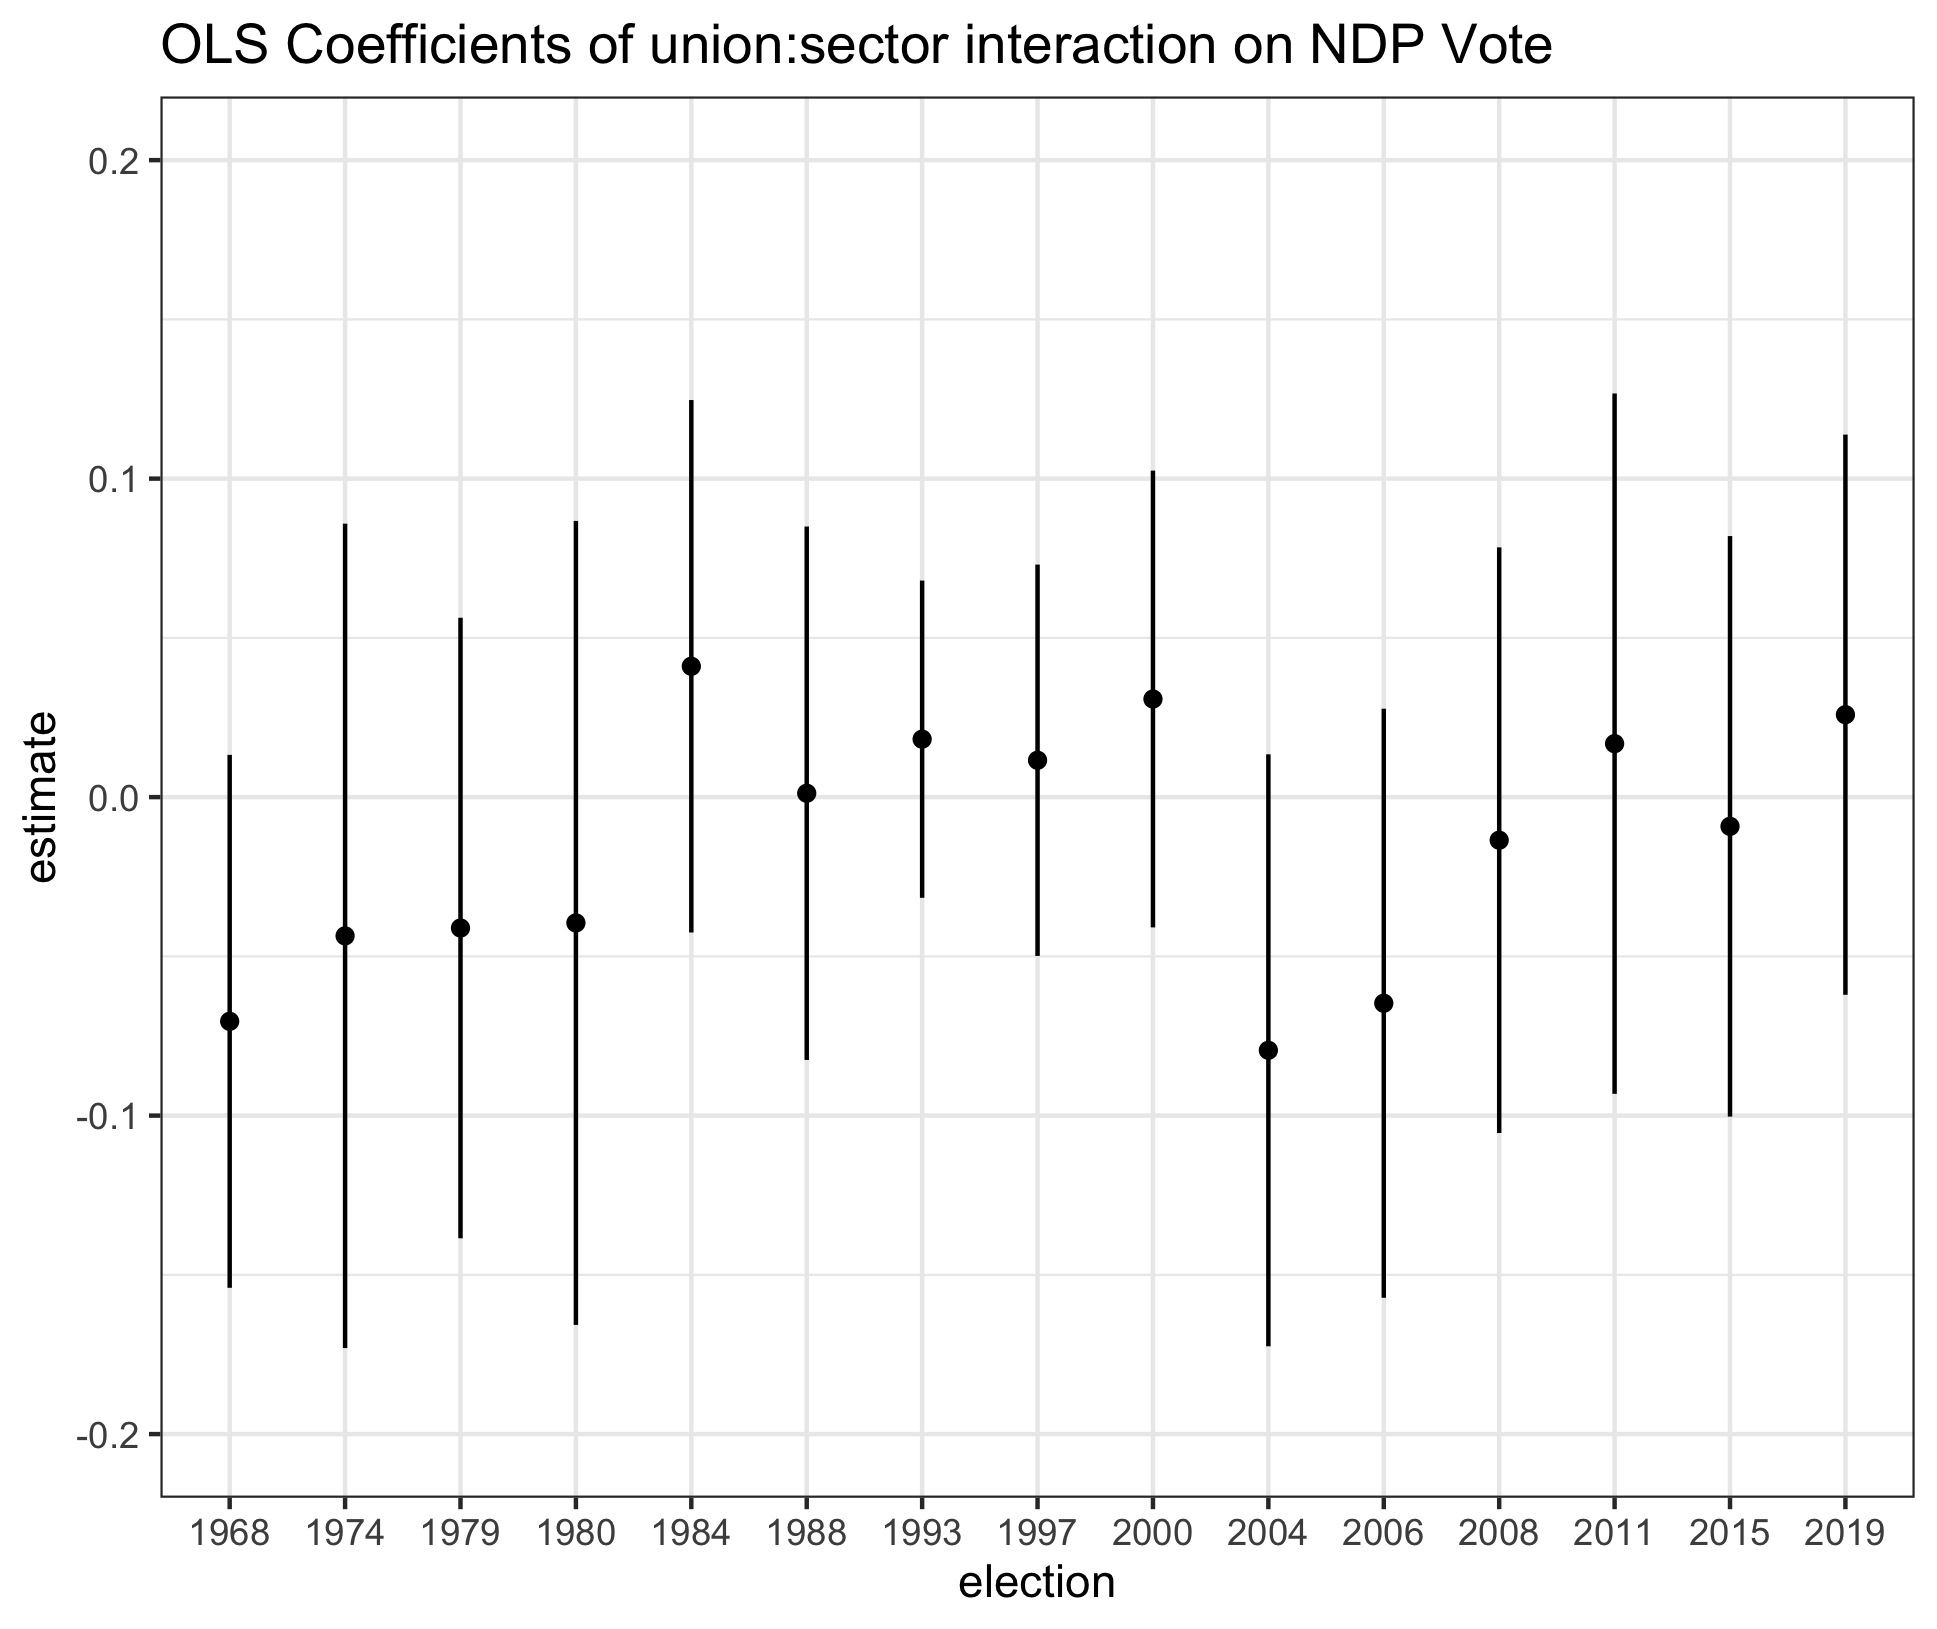 OLS Coefficients of union:sector interaction on NDP Vote
0.2
0.1
0.0
-0.1
-0.2
estimate
1968 1974 1979 1980 1984 1988 1993 1997 2000 2004 2006 2008 2011 2015 2019
election